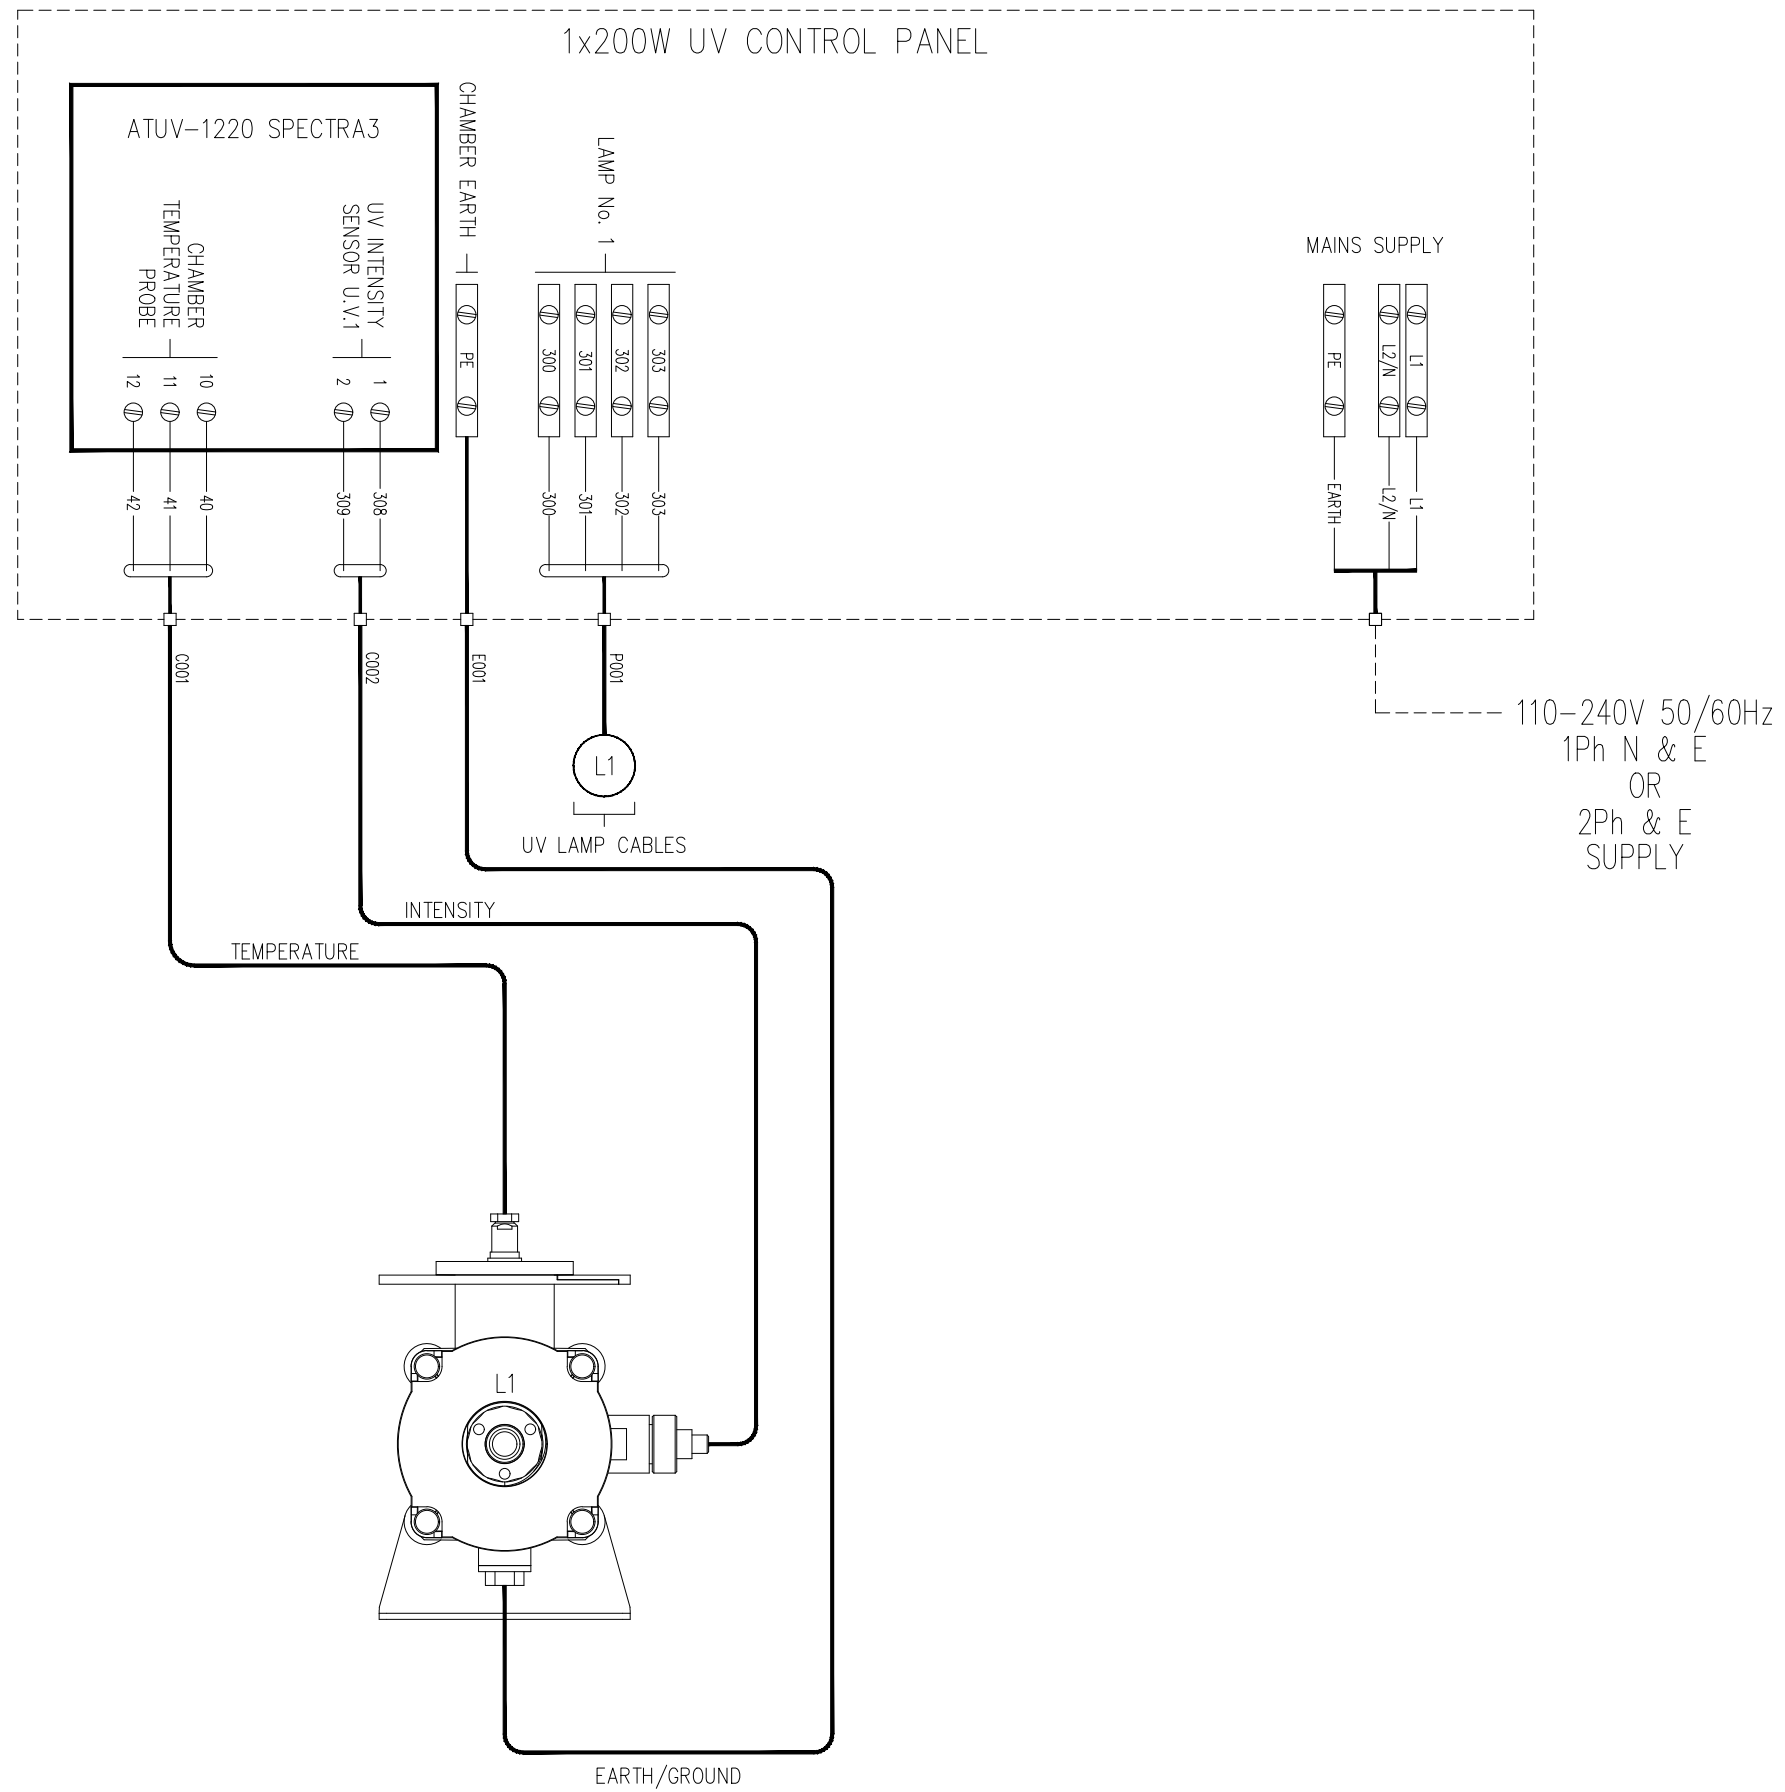 1x200W UV CONTROL PANEL
ATUV-1220 SPECTRA3
CHAMBER
TEMPERATURE
PROBE
UV INTENSITY
SENSOR U.V.1
CHAMBER EARTH
LAMP No. 1
MAINS SUPPLY
12
11
10
2
1
PE
300
301
302
303
PE
L2/N
L1
42
41
40
309
308
300
301
302
303
EARTH
L2/N
L1
C001
C002
E001
P001
110-240V 50/60Hz
1Ph N & E
OR
2Ph & E
SUPPLY
L1
UV LAMP CABLES
INTENSITY
TEMPERATURE
L1
EARTH/GROUND